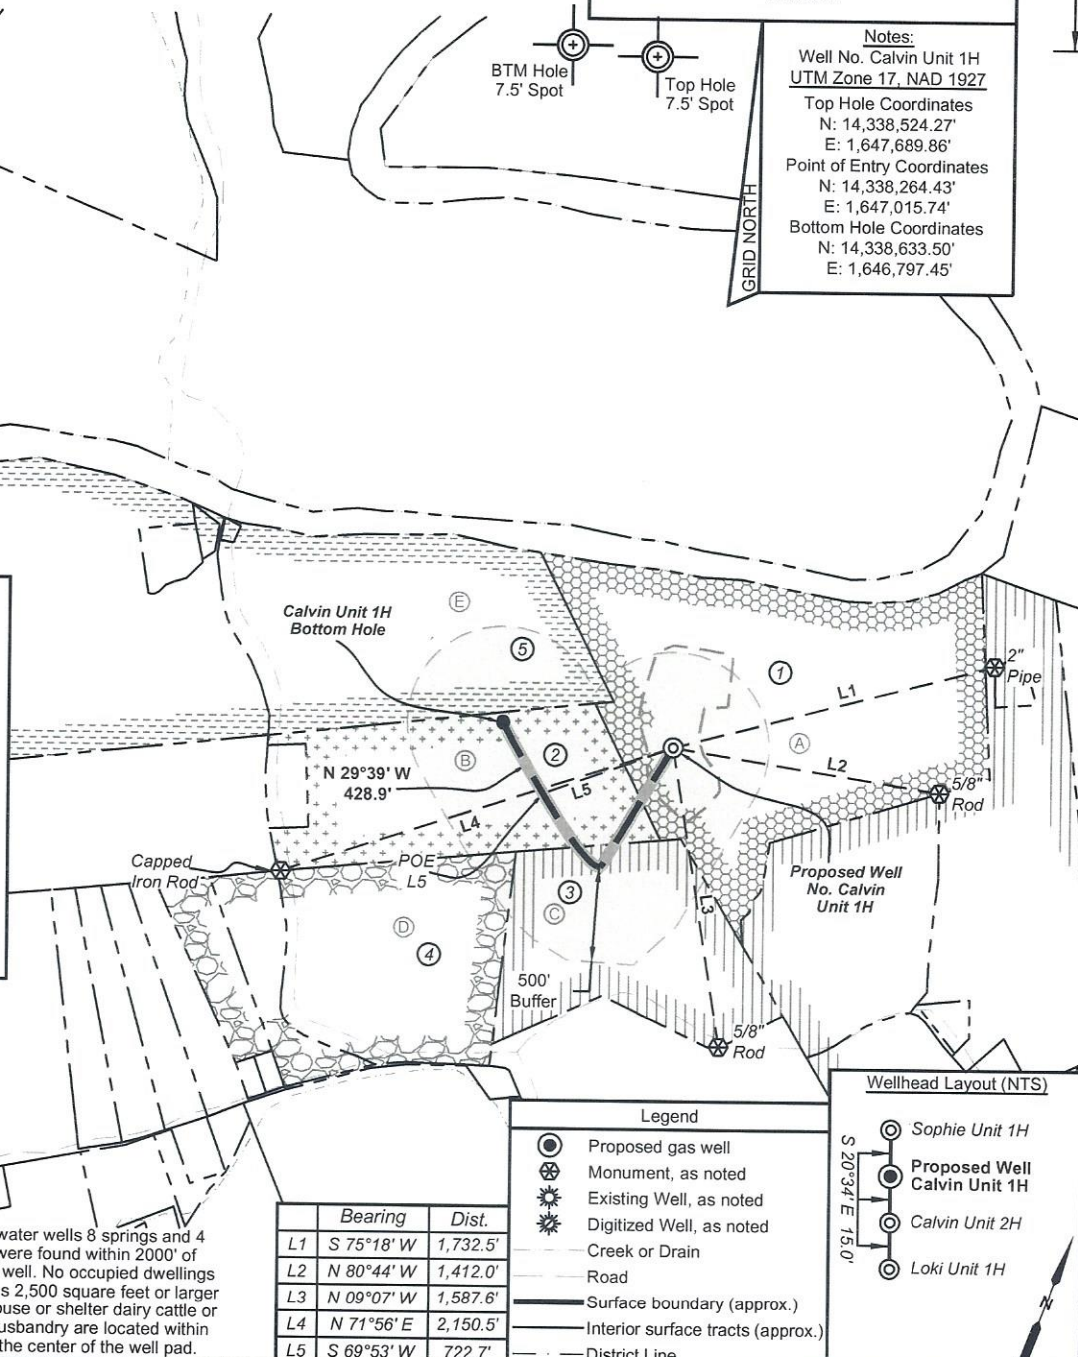 BTM Hole
7.5' Spot
Top Hole
7.5' Spot
GRID NORTH
Notes:
Well No. Calvin Unit 1H
UTM Zone 17, NAD 1927
Top Hole Coordinates
N: 14,338,524.27'
E: 1,647,689.86'
Point of Entry Coordinates
N: 14,338,264.43'
E: 1,647,015.74'
Bottom Hole Coordinates
N: 14,338,633.50'
E: 1,646,797.45'
Calvin Unit 1H
Bottom Hole
E
5
1
L1
2"
Pipe
A
L2
5/8"
Rod
B
2
N 29°39' W
428.9'
L5
L4
POE
L5
Capped
Iron Rod
Proposed Well
No. Calvin
Unit 1H
3
C
L3
D
4
500'
Buffer
5/8"
Rod
Wellhead Layout (NTS)
Sophie Unit 1H
Proposed Well
Calvin Unit 1H
Calvin Unit 2H
Loki Unit 1H
S 20°34' E 15.0'
N
Legend
Proposed gas well
Monument, as noted
Existing Well, as noted
Digitized Well, as noted
Creek or Drain
Road
Surface boundary (approx.)
Interior surface tracts (approx.)
District Line
Bearing Dist.
L1 S 75°18' W 1,732.5'
L2 N 80°44' W 1,412.0'
L3 N 09°07' W 1,587.6'
L4 N 71°56' E 2,150.5'
L5 S 69°53' W 722.7'
water wells 8 springs and 4
were found within 2000' of
well. No occupied dwellings
s 2,500 square feet or larger
or shelter dairy cattle or
are located within
the center of the well pad.